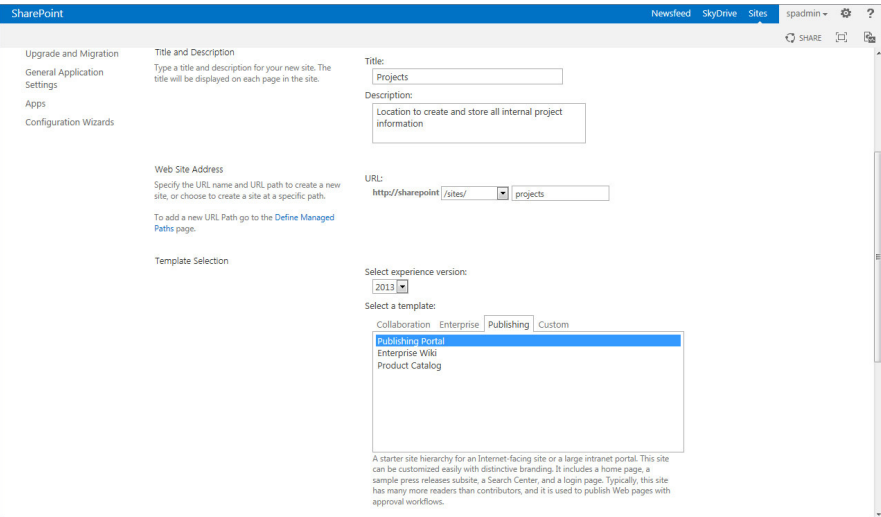 SharePoint
Newsfeed SkyDrive Sites spadmin ?
SHARE
Upgrade and Migration
General Application
Settings
Apps
Configuration Wizards
Title and Description
Type a title and description for your new site. The
title will be displayed on each page in the site.
Title:
Projects
Description:
Location to create and store all internal project
information
Web Site Address
Specify the URL name and URL path to create a new
site, or choose to create a site at a specific path.
To add a new URL Path go to the Define Managed
Paths page.
URL:
http://sharepoint /sites/ projects
Template Selection
Select experience version:
2013
Select a template:
Collaboration Enterprise Publishing Custom
Publishing Portal
Enterprise Wiki
Product Catalog
A starter site hierarchy for an Internet-facing site or a large intranet portal. This site
can be customized easily with distinctive branding. It includes a home page, a
sample press releases subsite, a Search Center, and a login page. Typically, this site
has many more readers than contributors, and it is used to publish Web pages with
approval workflows.